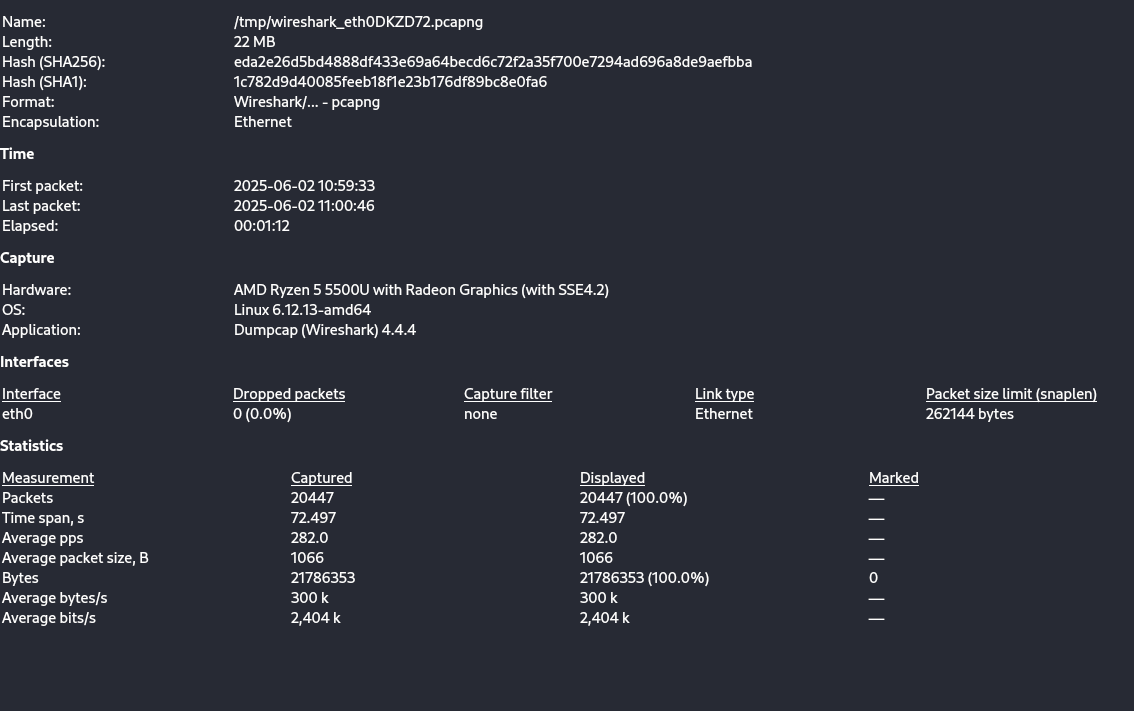 Name: /tmp/wireshark_eth0DKZD72.pcapng
Length: 22 MB
Hash (SHA256): eda2e26d5bd4888df433e69a64becd6c72f2a35f700e7294ad696a8de9aefbba
Hash (SHA1): 1c782d9d40085feeb18f1e23b176df89bc8e0fa6
Format: Wireshark/... - pcapng
Encapsulation: Ethernet
Time
First packet: 2025-06-02 10:59:33
Last packet: 2025-06-02 11:00:46
Elapsed: 00:01:12
Capture
Hardware: AMD Ryzen 5 5500U with Radeon Graphics (with SSE4.2)
OS: Linux 6.12.13-amd64
Application: Dumpcap (Wireshark) 4.4.4
Interfaces
Interface Dropped packets Capture filter Link type Packet size limit (snaplen)
eth0 0 (0.0%) none Ethernet 262144 bytes
Statistics
Measurement Captured Displayed Marked
Packets 20447 20447 (100.0%) —
Time span, s 72.497 72.497 —
Average pps 282.0 282.0 —
Average packet size, B 1066 1066 —
Bytes 21786353 21786353 (100.0%) 0
Average bytes/s 300 k 300 k —
Average bits/s 2,404 k 2,404 k —